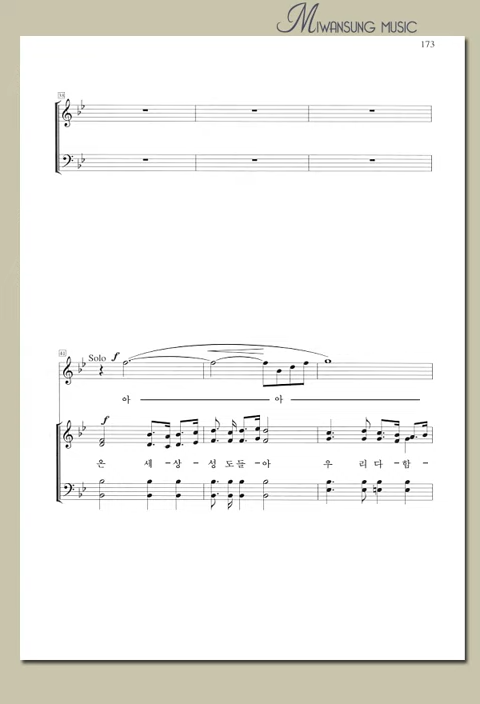 MIWANSUNG MUSIC
173
Solo f
아 아
f
온 세 - 상 - 성 도 들 - 아 우 리 다 - 함 -